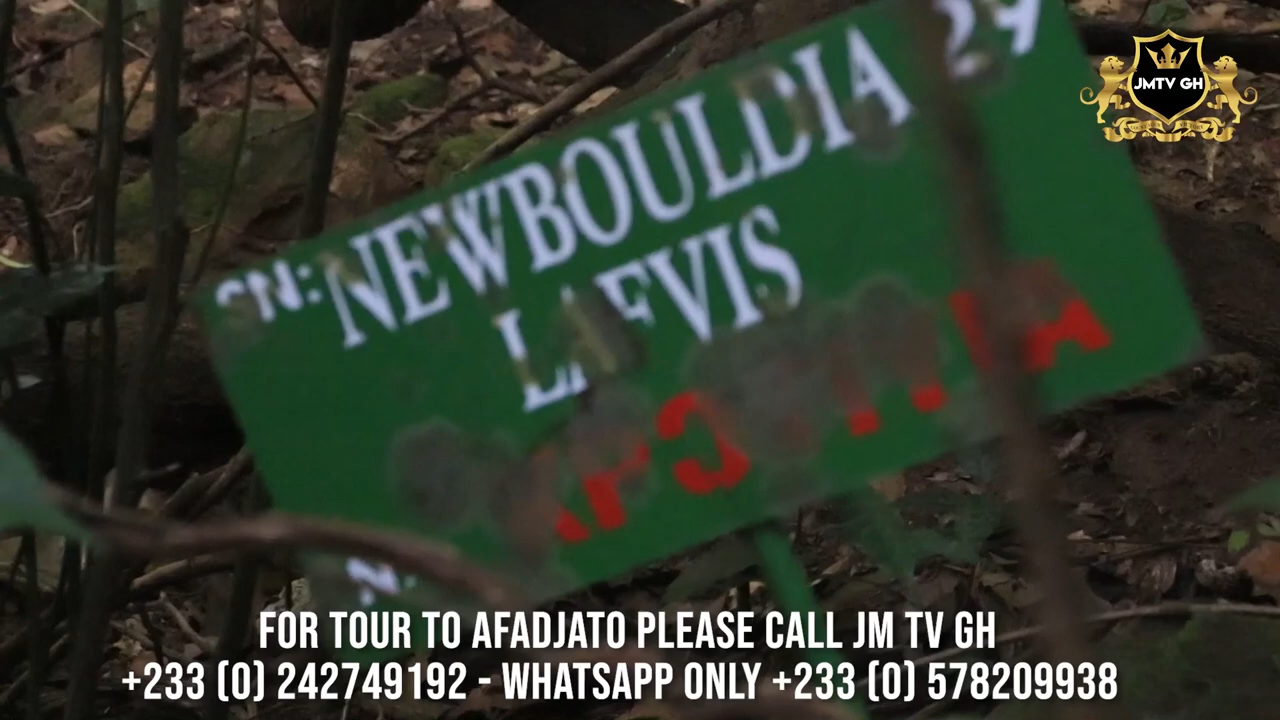 29
SN: NEWBOULDIA
LAEVIS
JMTV GH
FOR TOUR TO AFADJATO PLEASE CALL JM TV GH
+233 (0) 242749192 - WHATSAPP ONLY +233 (0) 578209938